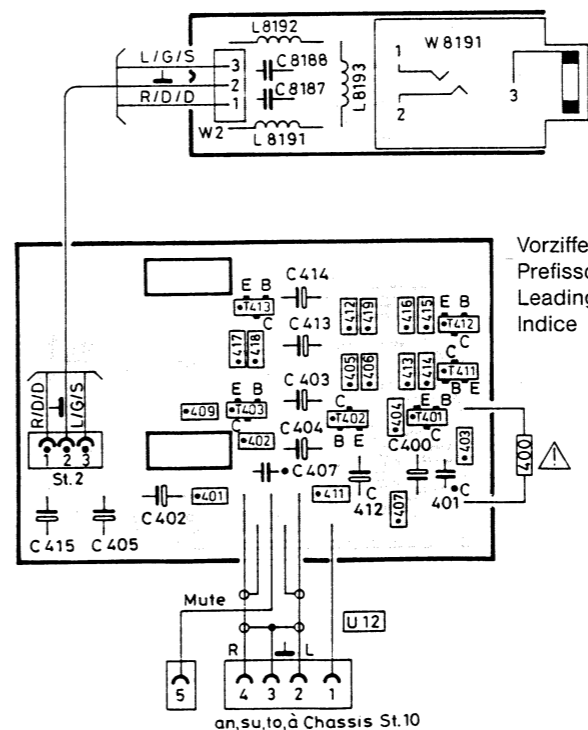 L8192
L/G/S
3
C8188
2
R/D/D
C8187
1
L8193
W2
L8191
W8191
1
2
3
Vorziffe
Prefisso
Leading
Indice
C414
E B
T413
C
412
419
416
415
E B
T412
C
C413
417
418
405
406
413
414
C
T411
B E
C403
409
E B
T403
C
402
T402
B E
404
E B
T401
C
403
400
C404
C400
C407
401
C402
411
C
412
407
C
401
R/D/D
L/G/S
1
2
3
St.2
C415
C405
Mute
U12
R
L
5
4
3
2
1
an,su,to,à Chassis St.10